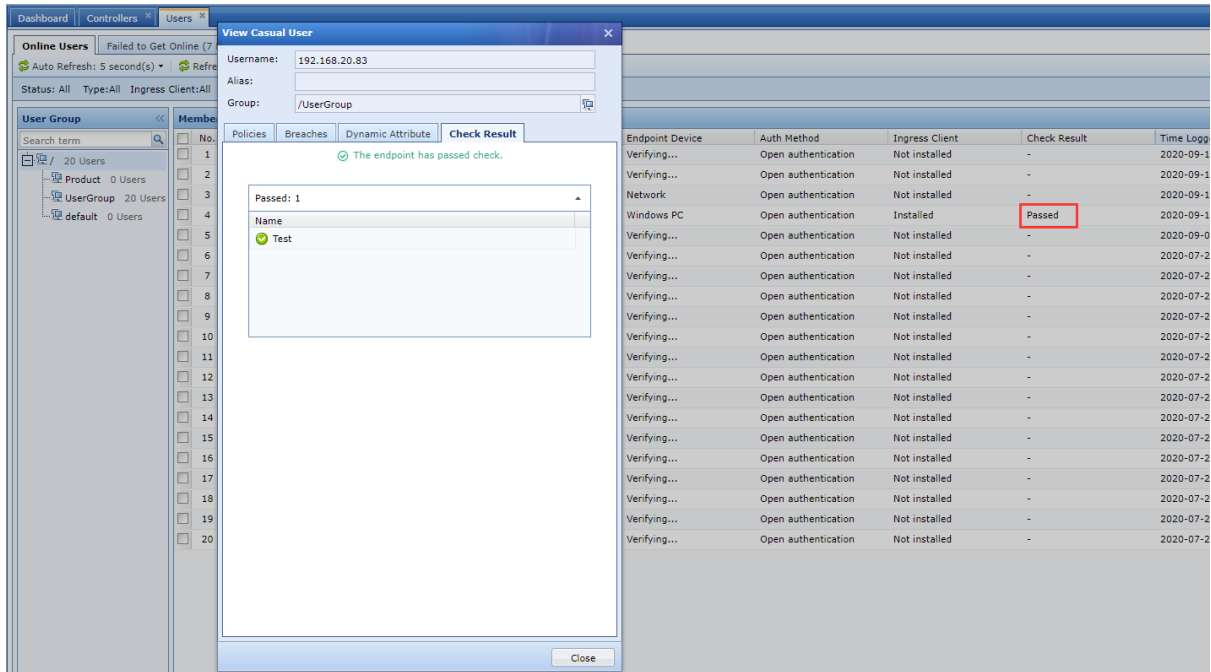 Dashboard Controllers × Users ×
View Casual User ×
Online Users Failed to Get Online (7
Username: 192.168.20.83
Auto Refresh: 5 second(s) Refre
Alias:
Status: All Type:All Ingress Client:All
Group: /UserGroup
User Group « Membe
Policies Breaches Dynamic Attribute Check Result
Search term No. Endpoint Device Auth Method Ingress Client Check Result Time Logg
The endpoint has passed check.
/ 20 Users 1 Verifying... Open authentication Not installed - 2020-09-1
Product 0 Users 2 Verifying... Open authentication Not installed - 2020-09-1
UserGroup 20 Users 3 Passed: 1 Network Open authentication Not installed - 2020-09-1
default 0 Users 4 Name Windows PC Open authentication Installed Passed 2020-09-1
5 Test Verifying... Open authentication Not installed - 2020-09-0
6 Verifying... Open authentication Not installed - 2020-07-2
7 Verifying... Open authentication Not installed - 2020-07-2
8 Verifying... Open authentication Not installed - 2020-07-2
9 Verifying... Open authentication Not installed - 2020-07-2
10 Verifying... Open authentication Not installed - 2020-07-2
11 Verifying... Open authentication Not installed - 2020-07-2
12 Verifying... Open authentication Not installed - 2020-07-2
13 Verifying... Open authentication Not installed - 2020-07-2
14 Verifying... Open authentication Not installed - 2020-07-2
15 Verifying... Open authentication Not installed - 2020-07-2
16 Verifying... Open authentication Not installed - 2020-07-2
17 Verifying... Open authentication Not installed - 2020-07-2
18 Verifying... Open authentication Not installed - 2020-07-2
19 Verifying... Open authentication Not installed - 2020-07-2
20 Verifying... Open authentication Not installed - 2020-07-2
Close